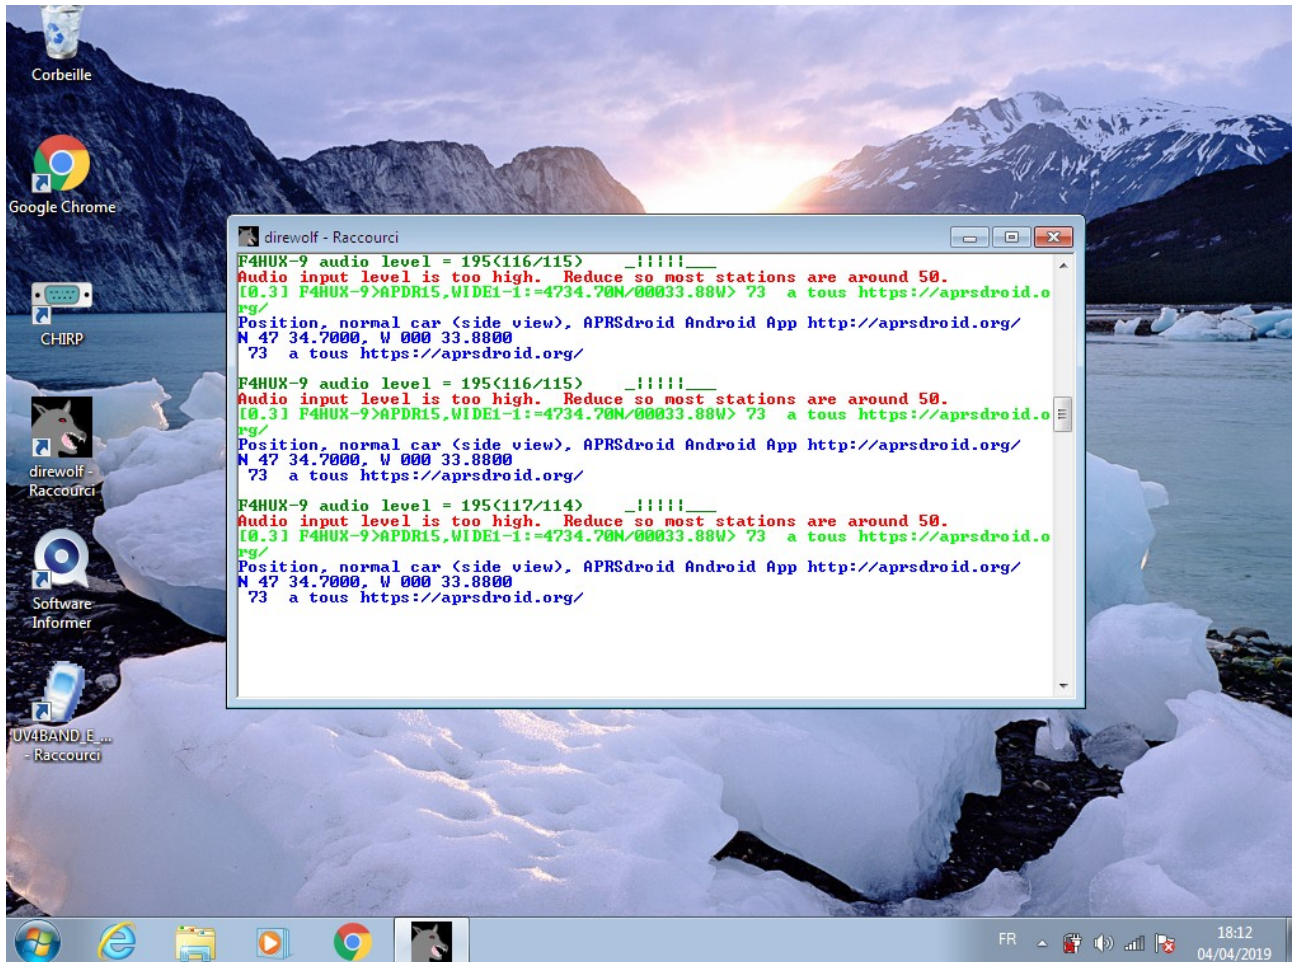 Corbeille
Google Chrome
CHIRP
direwolf -
Raccourci
Software
Informer
UV4BAND_E_...
- Raccourci
direwolf - Raccourci
F4HUX-9 audio level = 195(116/115)     _|||||___
Audio input level is too high.  Reduce so most stations are around 50.
[0.3] F4HUX-9>APDR15,WIDE1-1:=4734.70N/00033.88W> 73  a tous https://aprsdroid.o
rg/
Position, normal car (side view), APRSdroid Android App http://aprsdroid.org/
N 47 34.7000, W 000 33.8800
 73  a tous https://aprsdroid.org/
F4HUX-9 audio level = 195(116/115)     _|||||___
Audio input level is too high.  Reduce so most stations are around 50.
[0.3] F4HUX-9>APDR15,WIDE1-1:=4734.70N/00033.88W> 73  a tous https://aprsdroid.o
rg/
Position, normal car (side view), APRSdroid Android App http://aprsdroid.org/
N 47 34.7000, W 000 33.8800
 73  a tous https://aprsdroid.org/
F4HUX-9 audio level = 195(117/114)     _|||||___
Audio input level is too high.  Reduce so most stations are around 50.
[0.3] F4HUX-9>APDR15,WIDE1-1:=4734.70N/00033.88W> 73  a tous https://aprsdroid.o
rg/
Position, normal car (side view), APRSdroid Android App http://aprsdroid.org/
N 47 34.7000, W 000 33.8800
 73  a tous https://aprsdroid.org/
FR
18:12
04/04/2019